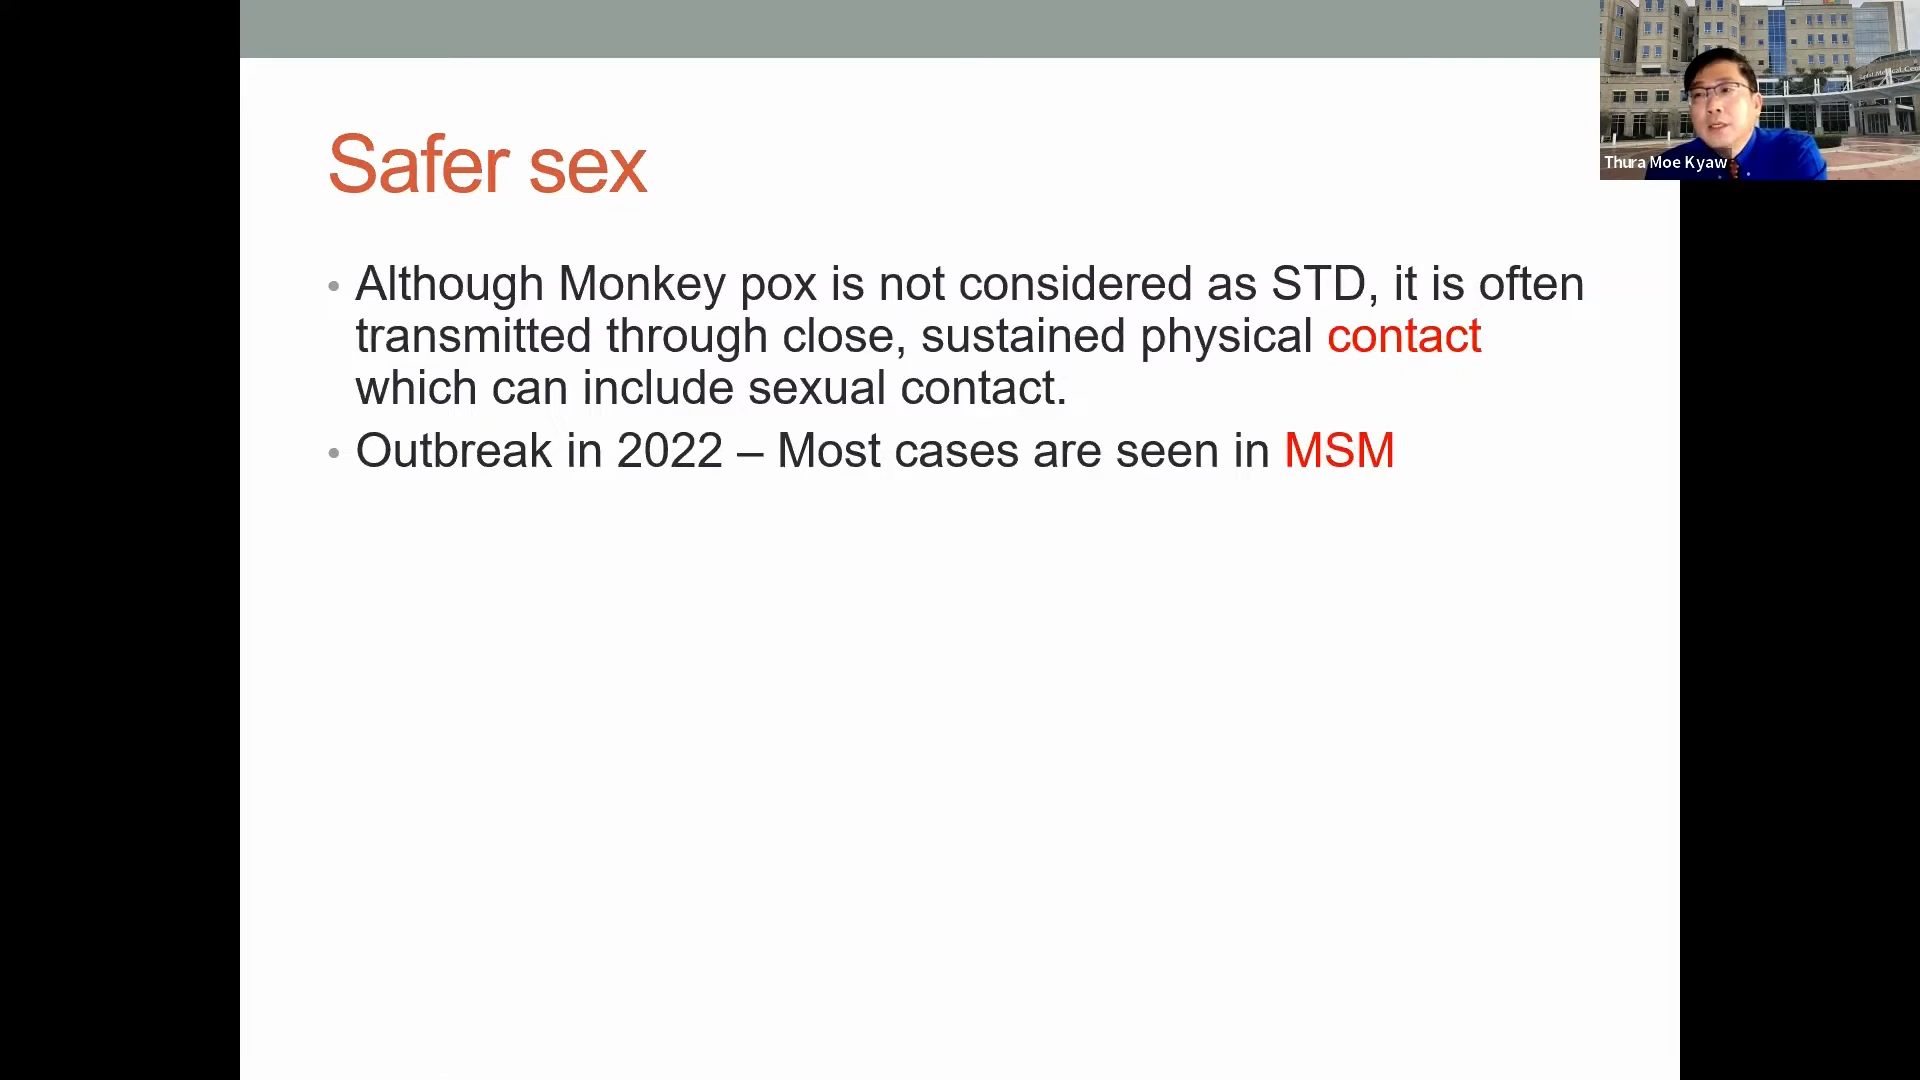 Safer sex
• Although Monkey pox is not considered as STD, it is often
transmitted through close, sustained physical contact
which can include sexual contact.
• Outbreak in 2022 – Most cases are seen in MSM
Thura Moe Kyaw